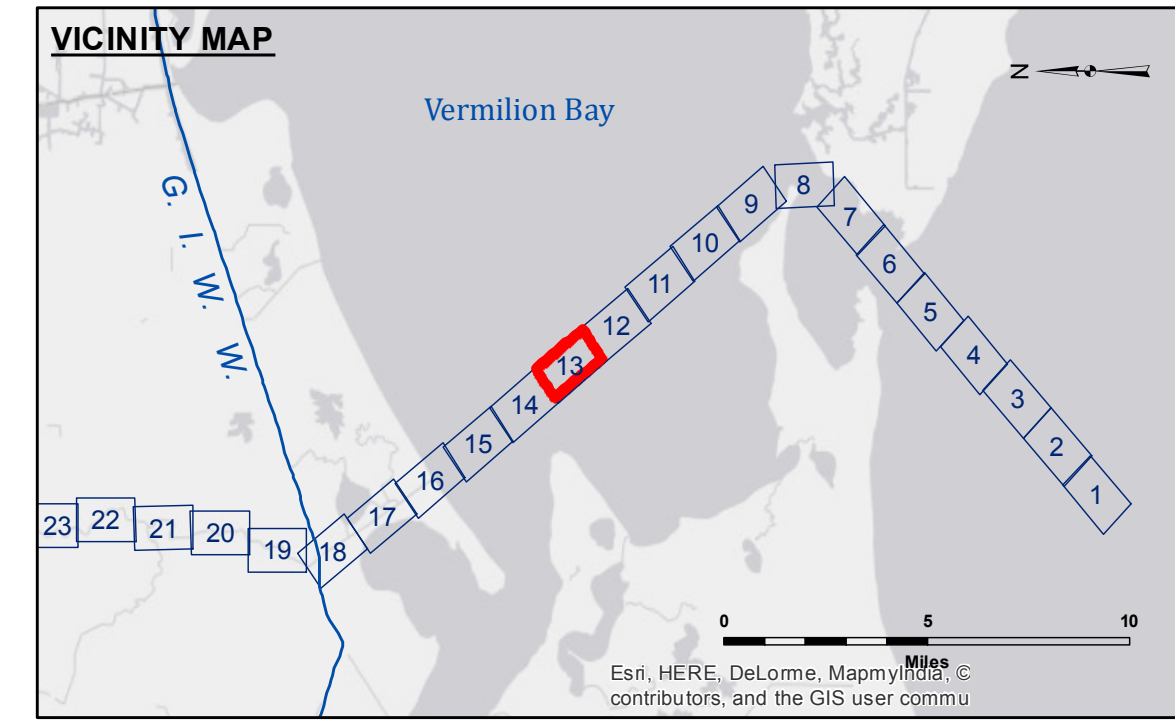 VICINITY MAP
N
Vermilion Bay
G. I. W. W.
8
9
7
10
6
11
5
12
4
13
3
14
2
15
16
1
17
23
22
21
20
19
18
0 5 10
Miles
Esri, HERE, DeLorme, MapmyIndia, ©
contributors, and the GIS user commu